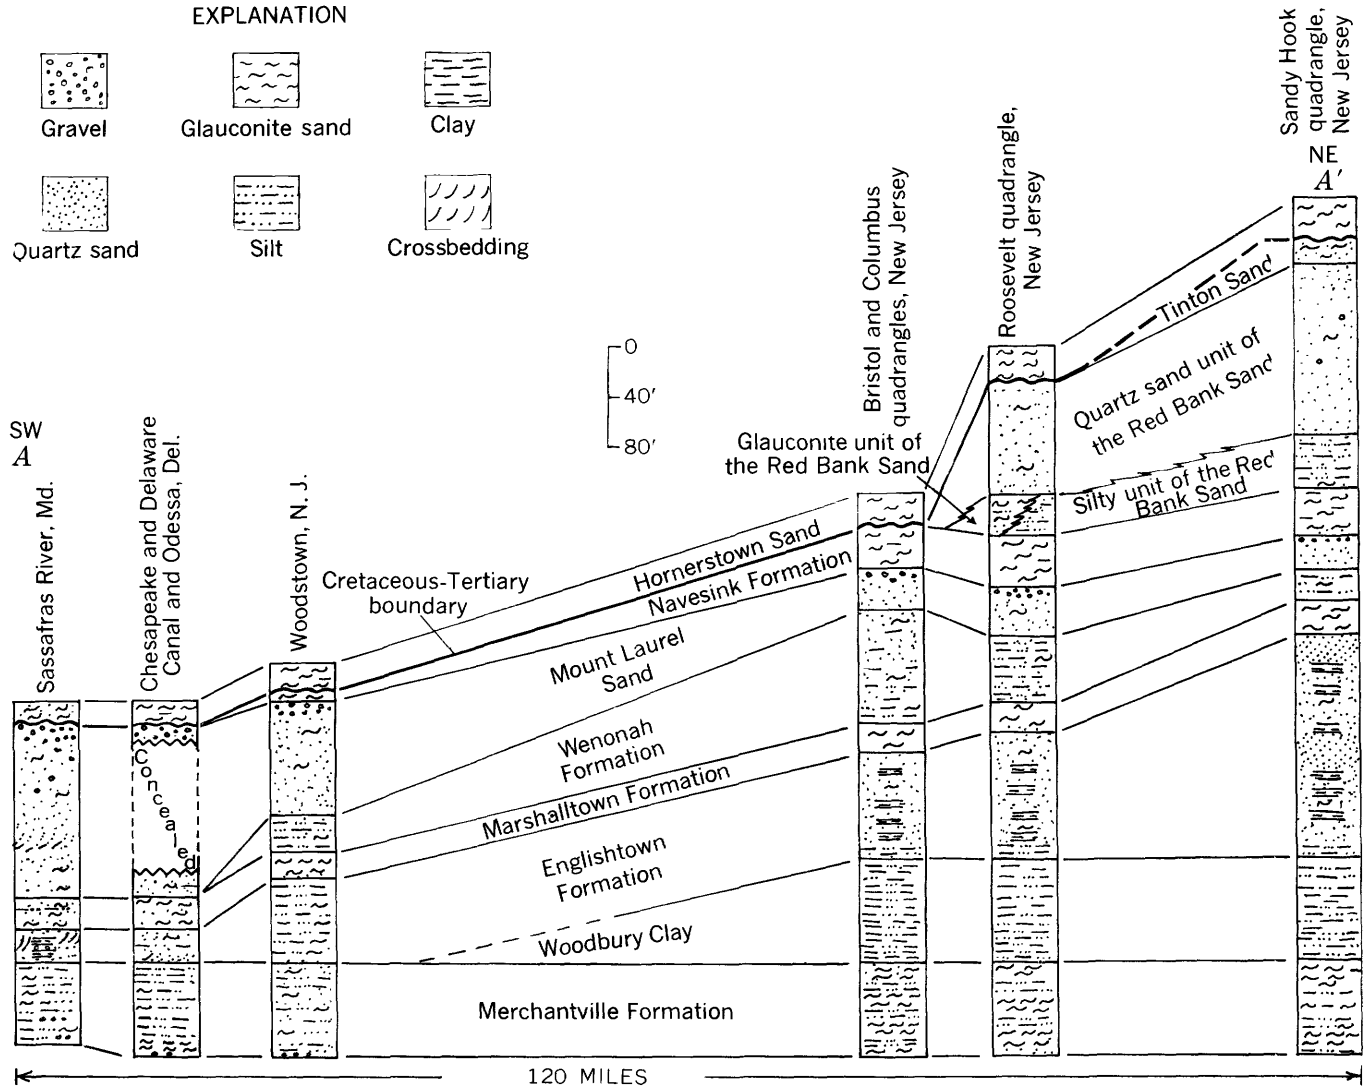 EXPLANATION
Gravel
Glauconite sand
Clay
Quartz sand
Silt
Crossbedding
SW
A
Sassafras River, Md.
Chesapeake and Delaware
Canal and Odessa, Del.
Woodstown, N. J.
Bristol and Columbus
quadrangles, New Jersey
Roosevelt quadrangle,
New Jersey
Sandy Hook
quadrangle,
New Jersey
NE
A'
0
40'
80'
Concealed
Cretaceous-Tertiary
boundary
Glauconite unit of
the Red Bank Sand
Tinton Sand
Quartz sand unit of
the Red Bank Sand
Silty unit of the Red
Bank Sand
Hornerstown Sand
Navesink Formation
Mount Laurel
Sand
Wenonah
Formation
Marshalltown Formation
Englishtown
Formation
Woodbury Clay
Merchantville Formation
120 MILES